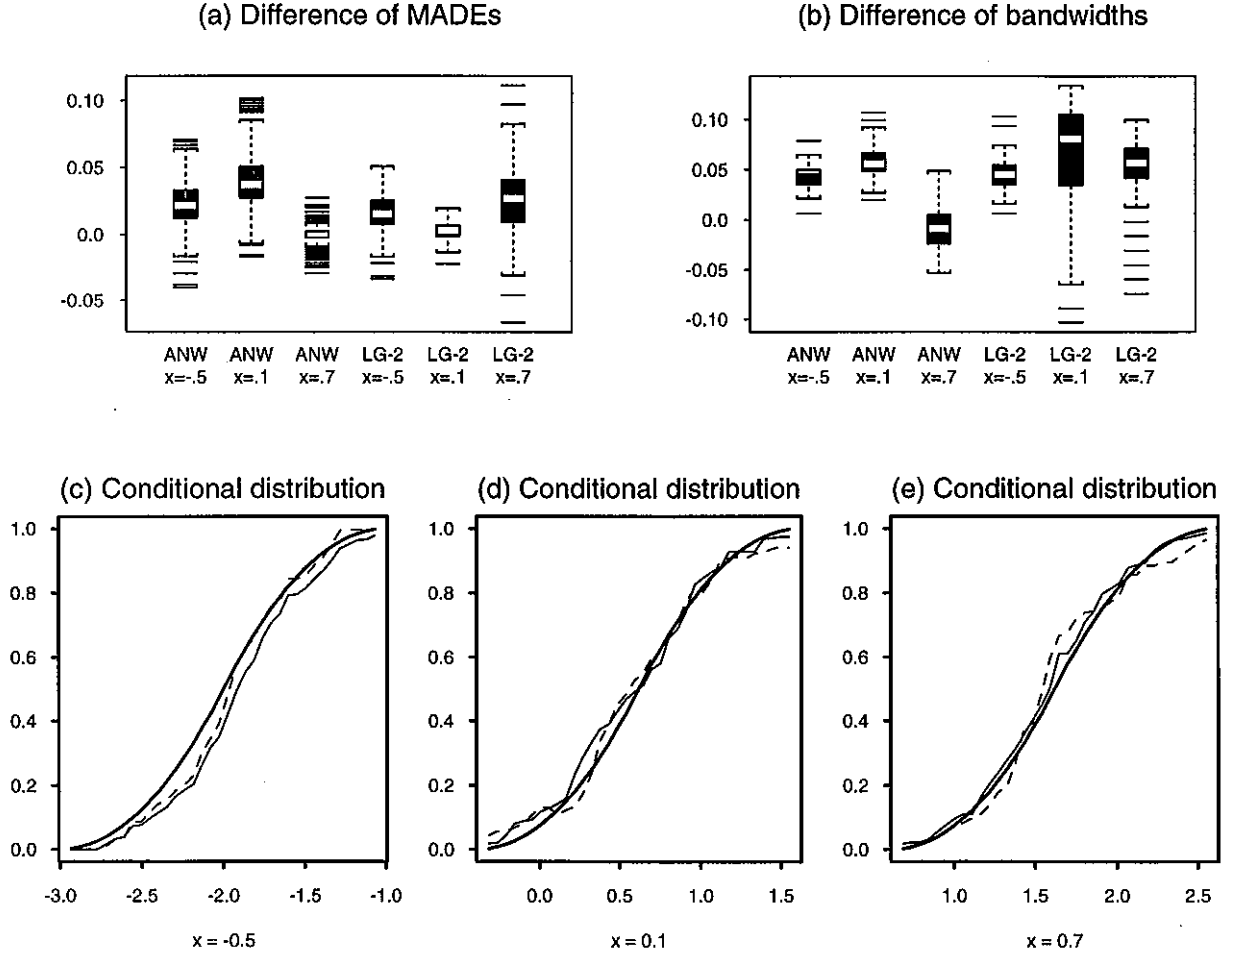 (a) Difference of MADEs
(b) Difference of bandwidths
0.10
0.05
0.0
-0.05
ANW ANW ANW LG-2 LG-2 LG-2
x=-.5 x=.1 x=.7 x=-.5 x=.1 x=.7
0.10
0.05
0.0
-0.05
-0.10
ANW ANW ANW LG-2 LG-2 LG-2
x=-.5 x=.1 x=.7 x=-.5 x=.1 x=.7
(c) Conditional distribution
1.0
0.8
0.6
0.4
0.2
0.0
-3.0 -2.5 -2.0 -1.5 -1.0
x = -0.5
(d) Conditional distribution
1.0
0.8
0.6
0.4
0.2
0.0
0.0 0.5 1.0 1.5
x = 0.1
(e) Conditional distribution
1.0
0.8
0.6
0.4
0.2
0.0
1.0 1.5 2.0 2.5
x = 0.7